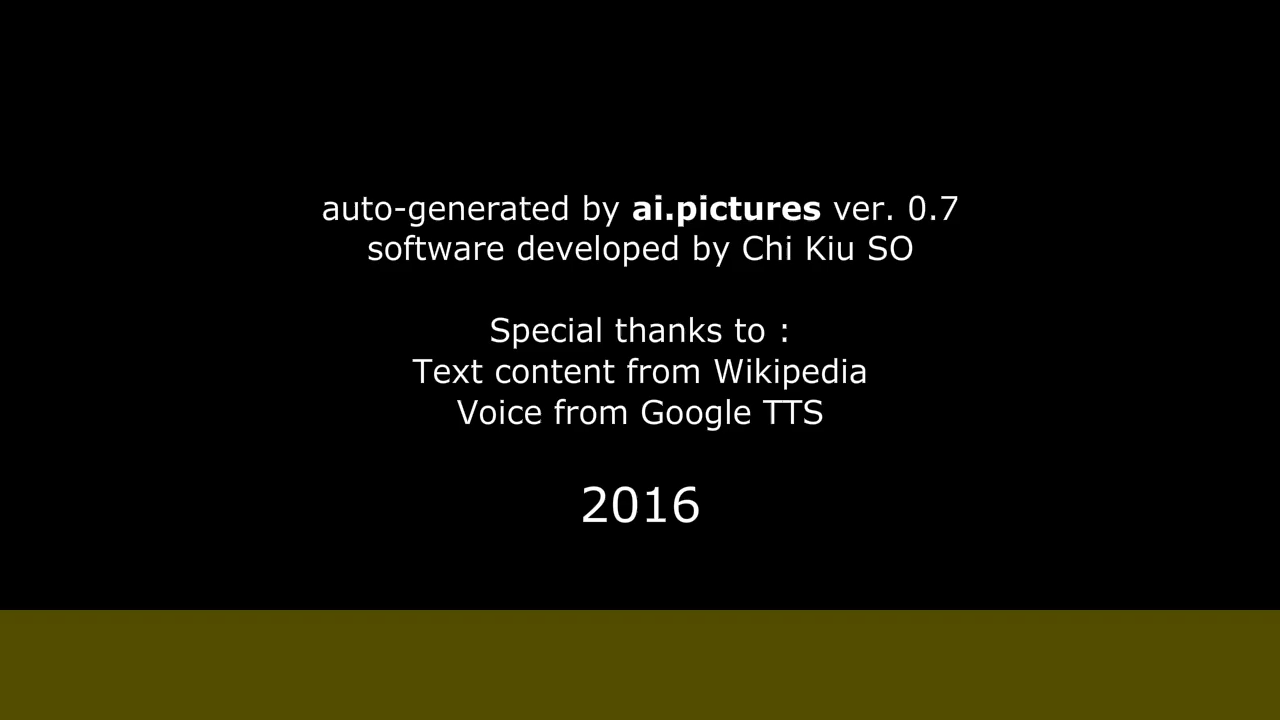 auto-generated by ai.pictures ver. 0.7
software developed by Chi Kiu SO
Special thanks to :
Text content from Wikipedia
Voice from Google TTS
2016